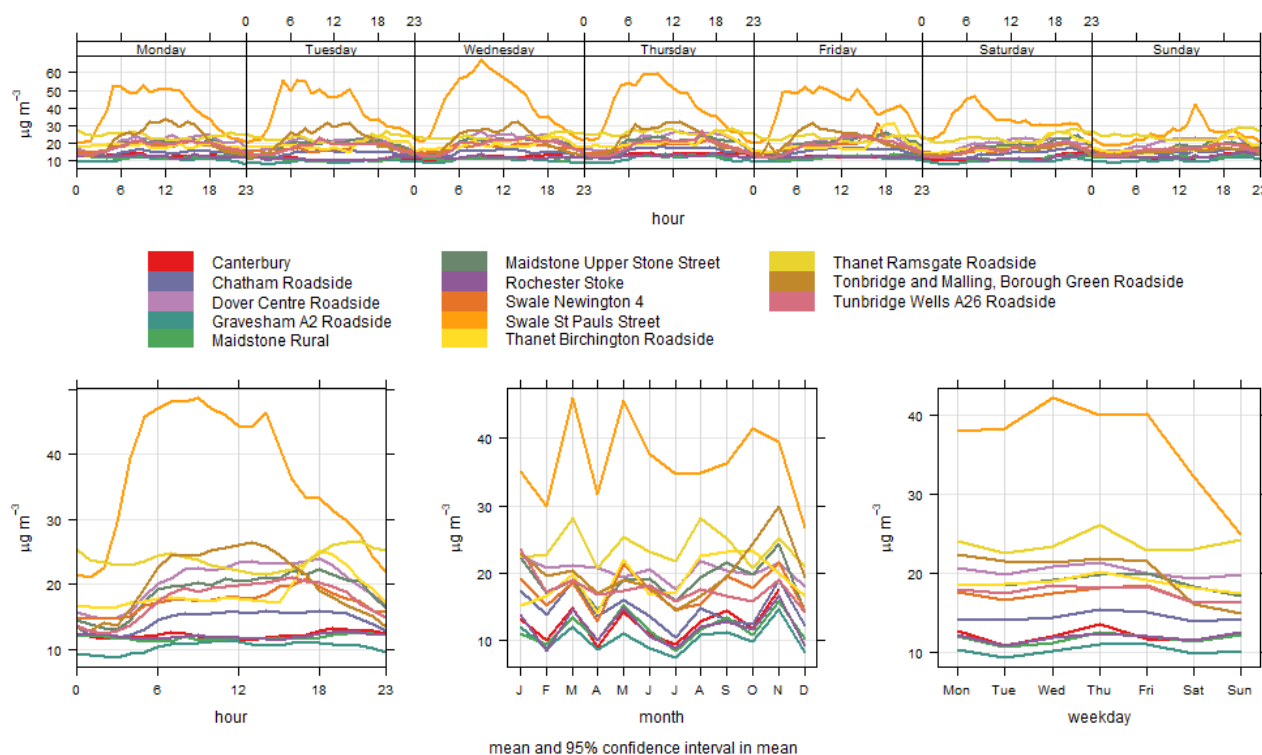 0 6 12 18 23 0 6 12 18 23 0 6 12 18 23
Monday Tuesday Wednesday Thursday Friday Saturday Sunday
60
50
40
30
20
10
µg m−3
0 6 12 18 23 0 6 12 18 23 0 6 12 18 23 0 6 12 18 23
hour
Canterbury
Chatham Roadside
Dover Centre Roadside
Gravesham A2 Roadside
Maidstone Rural
Maidstone Upper Stone Street
Rochester Stoke
Swale Newington 4
Swale St Pauls Street
Thanet Birchington Roadside
Thanet Ramsgate Roadside
Tonbridge and Malling, Borough Green Roadside
Tunbridge Wells A26 Roadside
40
30
20
10
µg m−3
0 6 12 18 23
hour
40
30
20
10
µg m−3
J F M A M J J A S O N D
month
40
30
20
10
µg m−3
Mon Tue Wed Thu Fri Sat Sun
weekday
mean and 95% confidence interval in mean